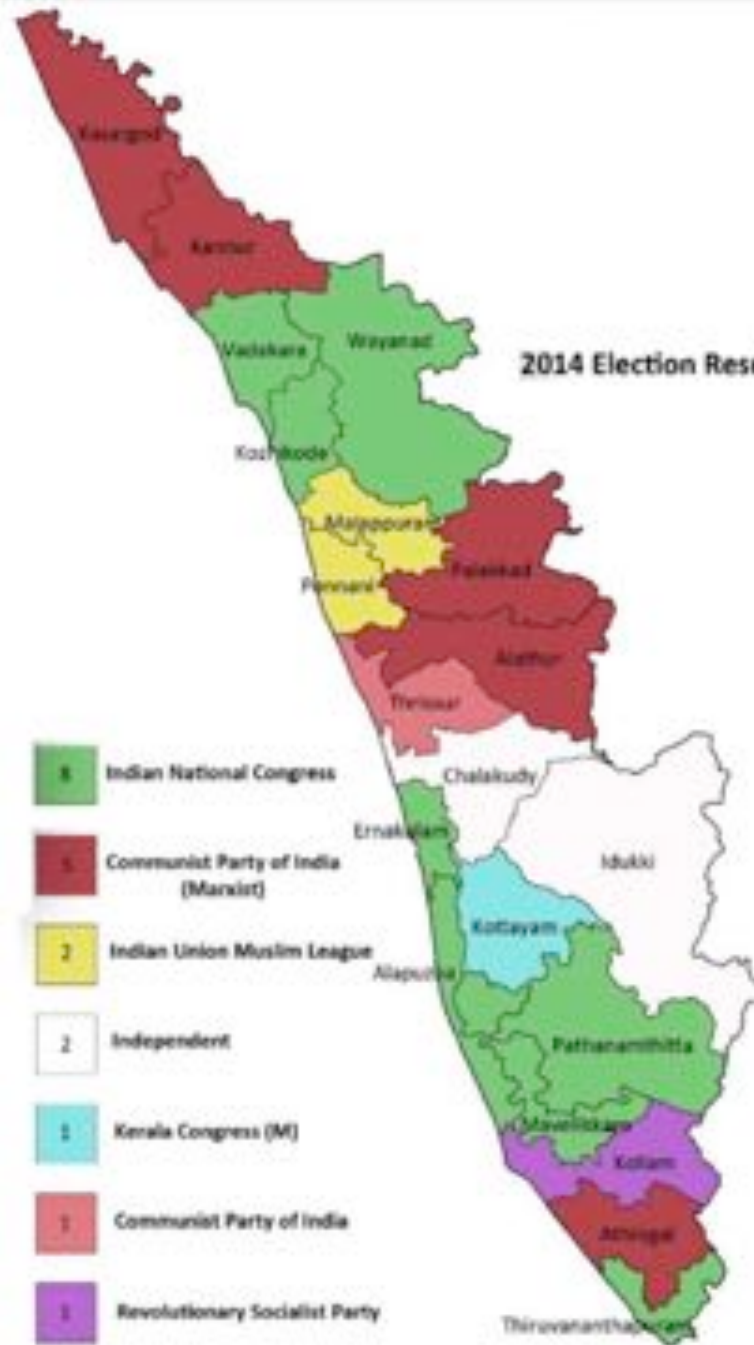 Kasargod
Kannur
Vadakara
Wayanad
2014 Election Resu
Kozhikode
Malappuram
Ponnani
Palakkad
Alathur
Thrissur
Chalakudy
8 Indian National Congress
Ernakulam
Idukki
5 Communist Party of India
(Marxist)
Kottayam
2 Indian Union Muslim League
Alapuzha
2 Independent
Pathanamthitta
1 Kerala Congress (M)
Mavelikkara
Kollam
1 Communist Party of India
Attingal
1 Revolutionary Socialist Party
Thiruvananthapuram